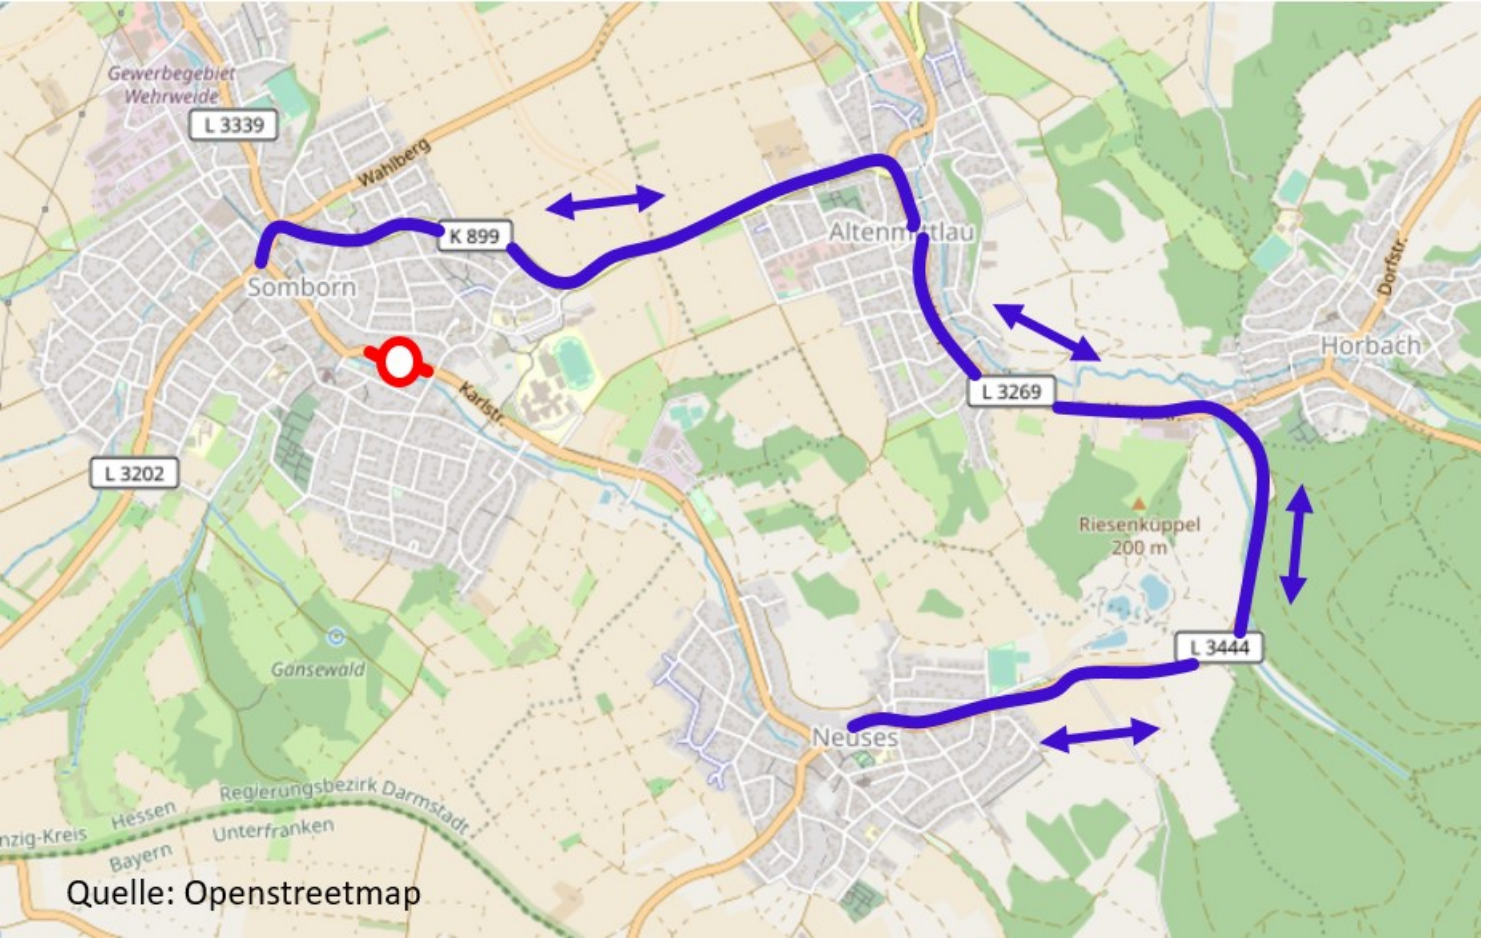 Gewerbegebiet
Wehrweide
L 3339
Wahlberg
K 899
Altenmittlau
Dorfstr.
Somborn
L 3269
Horbach
Karlstr.
L 3202
Riesenküppel
200 m
L 3444
Gänsewald
Neuses
Regierungsbezirk Darmstadt
Hessen
nzig-Kreis
Unterfranken
Bayern
Quelle: Openstreetmap